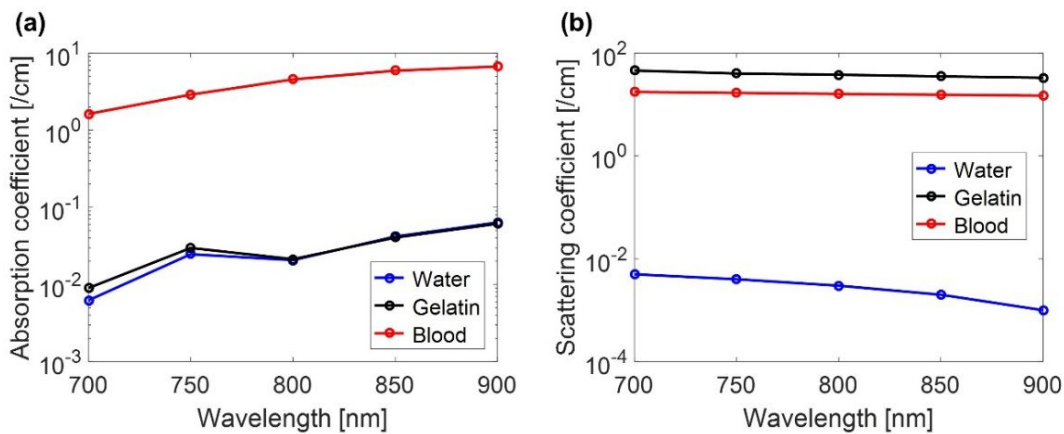 (a)
Absorption coefficient [/cm]
10^1
10^0
10^-1
10^-2
10^-3
700 750 800 850 900
Wavelength [nm]
Water
Gelatin
Blood
(b)
Scattering coefficient [/cm]
10^2
10^0
10^-2
10^-4
700 750 800 850 900
Wavelength [nm]
Water
Gelatin
Blood